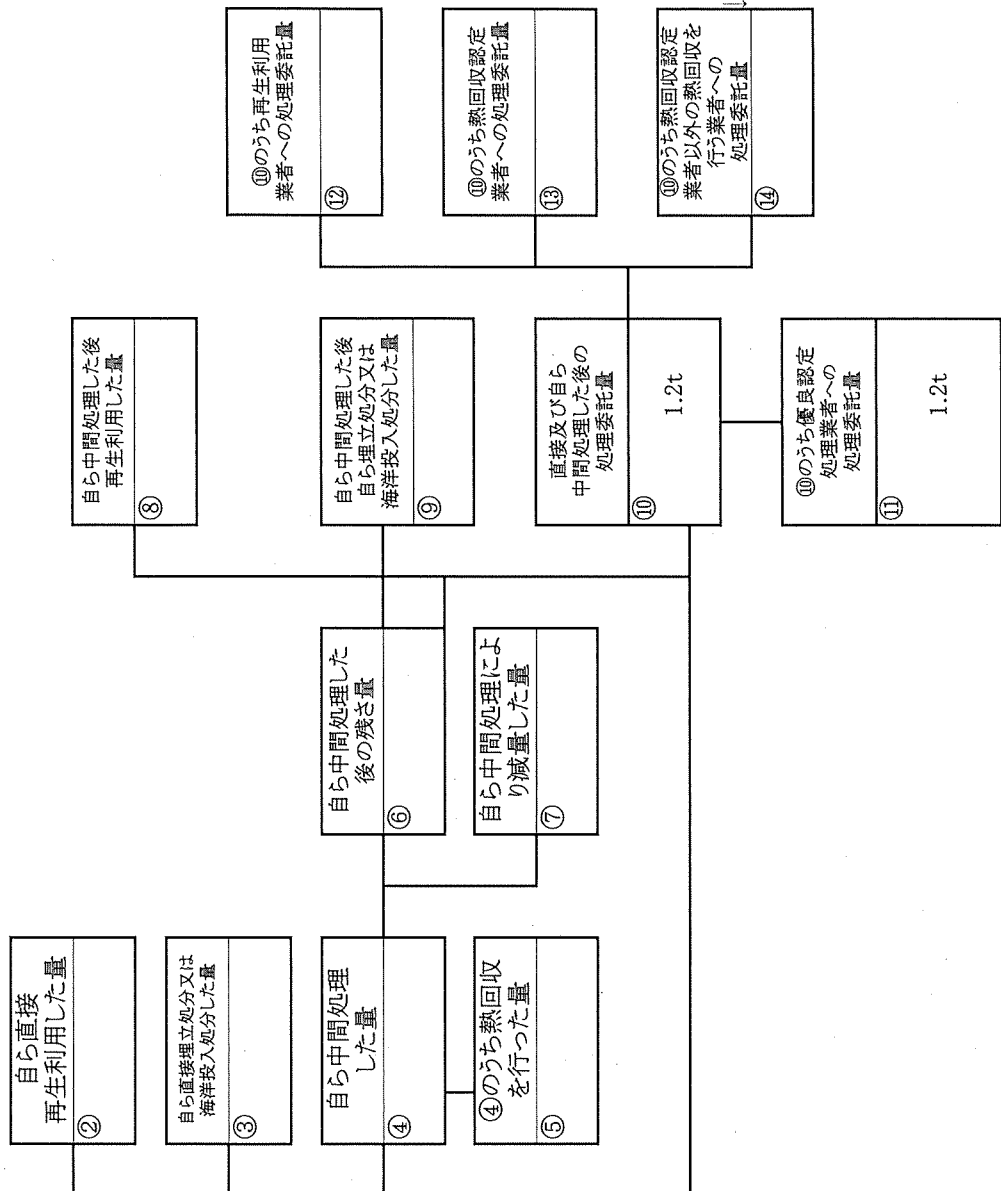 自ら直接
再生利用した量
②
自ら直接埋立処分又は
海洋投入処分した量
③
自ら中間処理
した量
④
④のうち熱回収
を行った量
⑤
自ら中間処理した
後の残さ量
⑥
自ら中間処理によ
り減量した量
⑦
自ら中間処理した後
再生利用した量
⑧
自ら中間処理した後
自ら埋立処分又は
海洋投入処分した量
⑨
直接及び自ら
中間処理した後の
処理委託量
⑩
1.2t
⑩のうち優良認定
処理業者への
処理委託量
⑪
1.2t
⑩のうち再生利用
業者への処理委託量
⑫
⑩のうち熱回収認定
業者への処理委託量
⑬
⑩のうち熱回収認定
業者以外の熱回収を
行う業者への
処理委託量
⑭